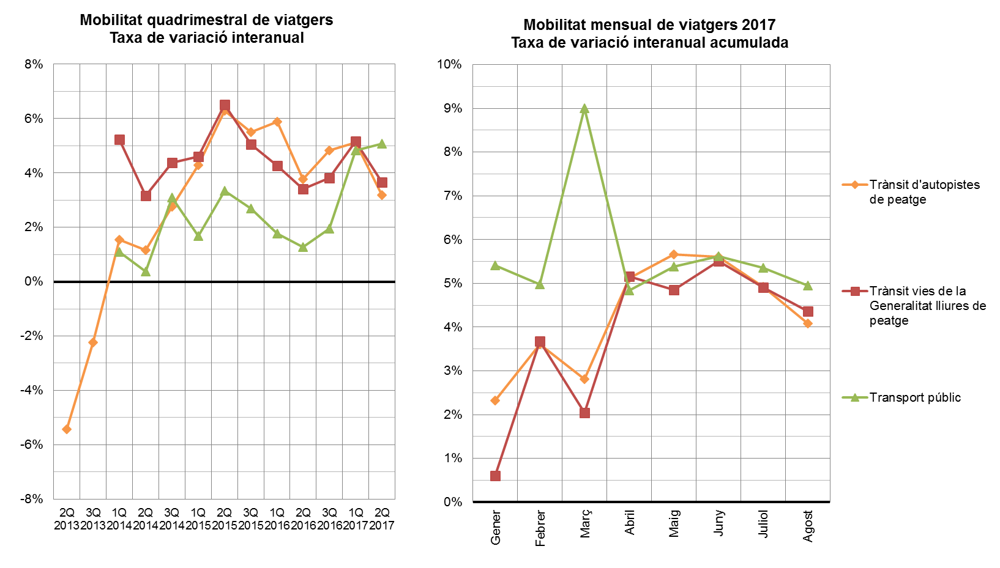 Mobilitat quadrimestral de viatgers
Taxa de variació interanual
8%
6%
4%
2%
0%
-2%
-4%
-6%
-8%
2Q 3Q 1Q 2Q 3Q 1Q 2Q 3Q 1Q 2Q 3Q 1Q 2Q
2013 2013 2014 2014 2014 2015 2015 2015 2016 2016 2016 2017 2017
Mobilitat mensual de viatgers 2017
Taxa de variació interanual acumulada
10%
9%
8%
7%
6%
5%
4%
3%
2%
1%
0%
Gener
Febrer
Març
Abril
Maig
Juny
Juliol
Agost
Trànsit d'autopistes
de peatge
Trànsit vies de la
Generalitat lliures de
peatge
Transport públic